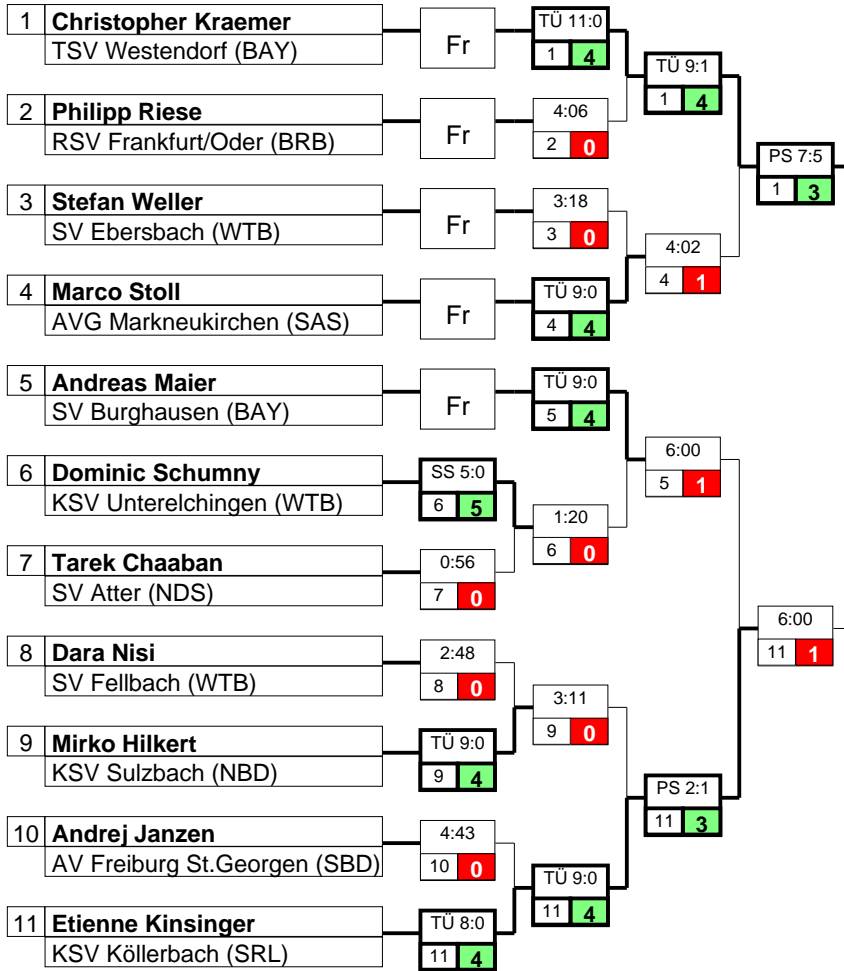 1 Christopher Kraemer
TSV Westendorf (BAY)
Fr
TÜ 11:0
1 4
TÜ 9:1
1 4
2 Philipp Riese
RSV Frankfurt/Oder (BRB)
Fr
4:06
2 0
PS 7:5
1 3
3 Stefan Weller
SV Ebersbach (WTB)
Fr
3:18
3 0
4:02
4 1
4 Marco Stoll
AVG Markneukirchen (SAS)
Fr
TÜ 9:0
4 4
5 Andreas Maier
SV Burghausen (BAY)
Fr
TÜ 9:0
5 4
6:00
5 1
6 Dominic Schumny
KSV Unterelchingen (WTB)
SS 5:0
6 5
1:20
6 0
7 Tarek Chaaban
SV Atter (NDS)
0:56
7 0
6:00
11 1
8 Dara Nisi
SV Fellbach (WTB)
2:48
8 0
3:11
9 0
9 Mirko Hilkert
KSV Sulzbach (NBD)
TÜ 9:0
9 4
PS 2:1
11 3
10 Andrej Janzen
AV Freiburg St.Georgen (SBD)
4:43
10 0
TÜ 9:0
11 4
11 Etienne Kinsinger
KSV Köllerbach (SRL)
TÜ 8:0
11 4